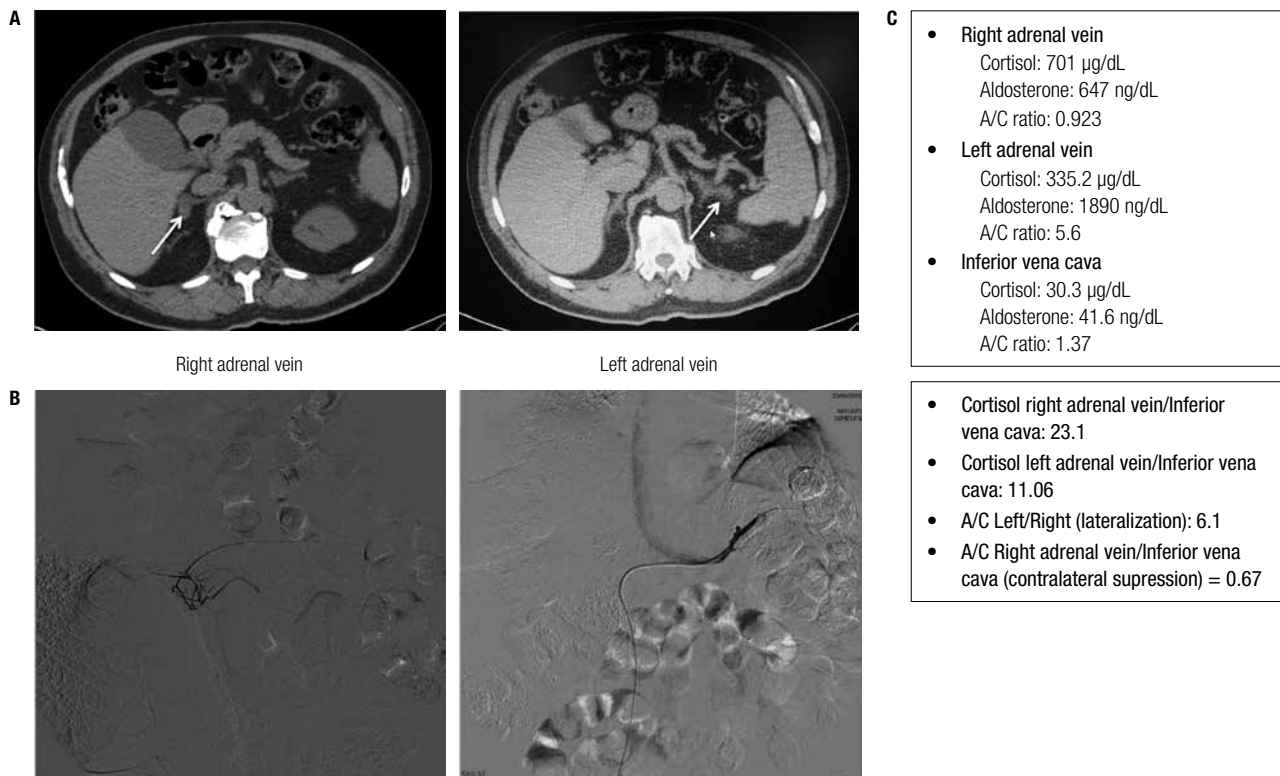 A
Right adrenal vein
Left adrenal vein
B
C
• Right adrenal vein
Cortisol: 701 µg/dL
Aldosterone: 647 ng/dL
A/C ratio: 0.923
• Left adrenal vein
Cortisol: 335.2 µg/dL
Aldosterone: 1890 ng/dL
A/C ratio: 5.6
• Inferior vena cava
Cortisol: 30.3 µg/dL
Aldosterone: 41.6 ng/dL
A/C ratio: 1.37
• Cortisol right adrenal vein/Inferior
vena cava: 23.1
• Cortisol left adrenal vein/Inferior vena
cava: 11.06
• A/C Left/Right (lateralization): 6.1
• A/C Right adrenal vein/Inferior vena
cava (contralateral supression) = 0.67